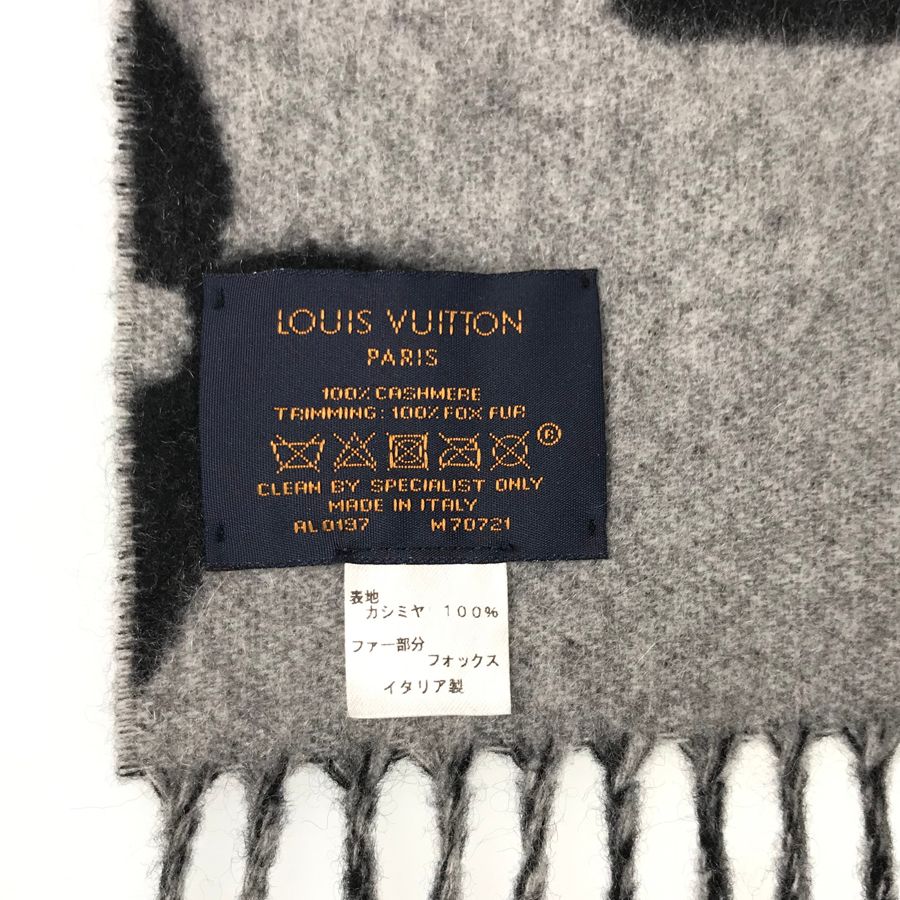 LOUIS VUITTON
PARIS
100% CASHMERE
TRIMMING: 100% FOX FUR
CLEAN BY SPECIALIST ONLY
MADE IN ITALY
AL0197 M70721
表地
カシミヤ 100%
ファー部分
フォックス
イタリア製